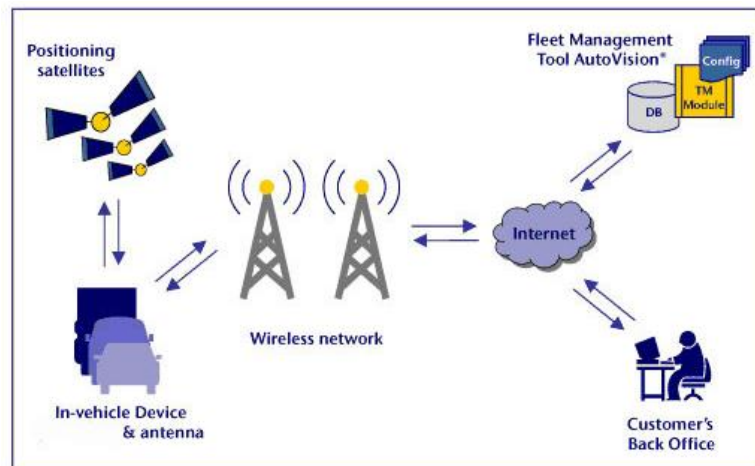 Positioning
satellites
Fleet Management
Tool AutoVision®
Config
TM
Module
DB
Internet
Wireless network
In-vehicle Device
& antenna
Customer's
Back Office